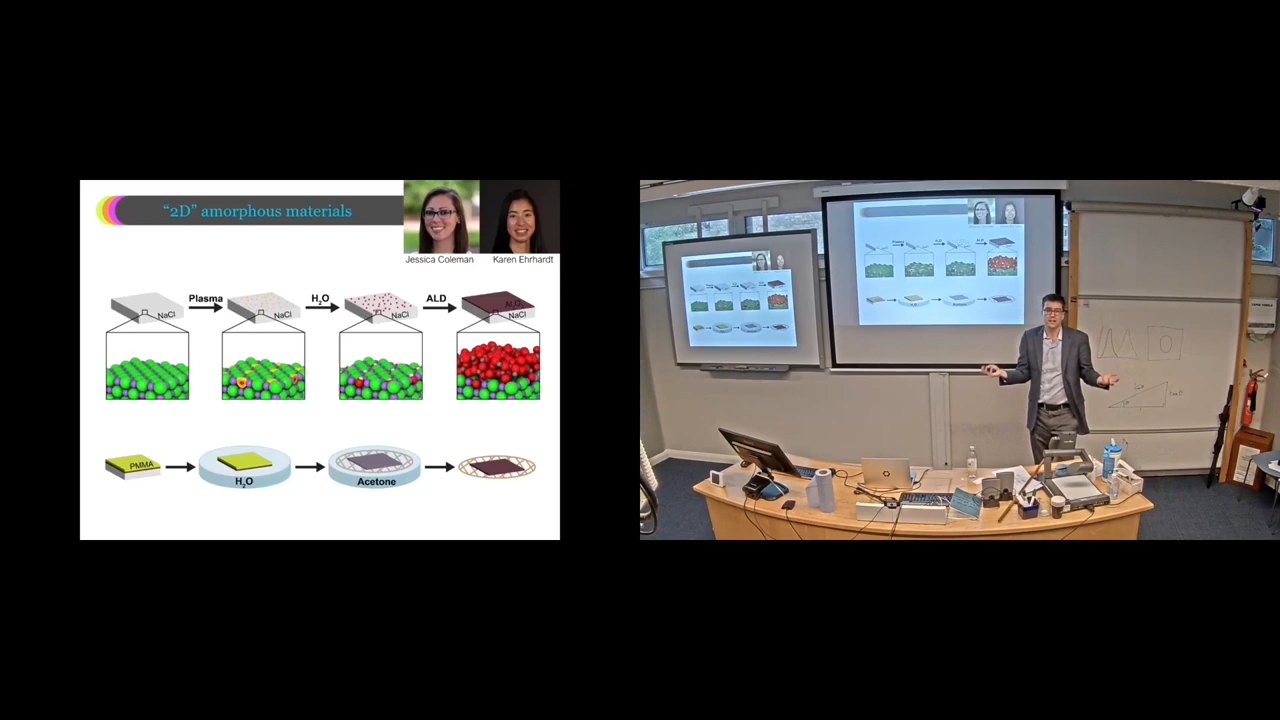 “2D” amorphous materials
Jessica Coleman
Karen Ehrhardt
Plasma
H₂O
ALD
NaCl
NaCl
NaCl
Al₂O₃
NaCl
PMMA
H₂O
Acetone